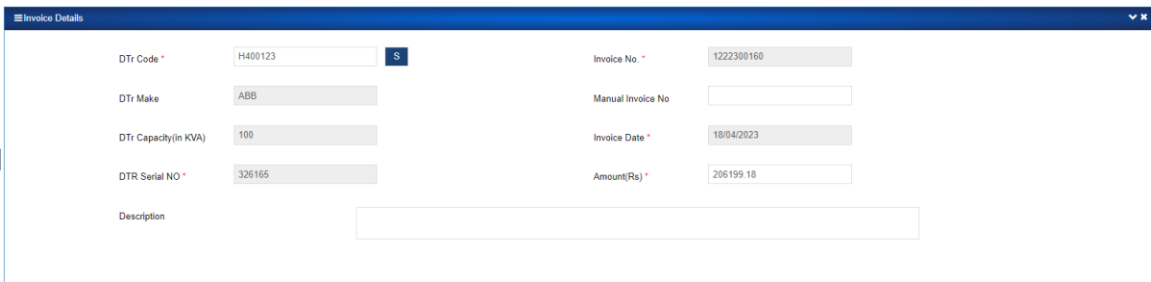 Invoice Details
DTr Code * H400123 S Invoice No. * 1222300160
DTr Make ABB Manual Invoice No
DTr Capacity(in KVA) 100 Invoice Date * 18/04/2023
DTR Serial NO * 326165 Amount(Rs) * 206199.18
Description